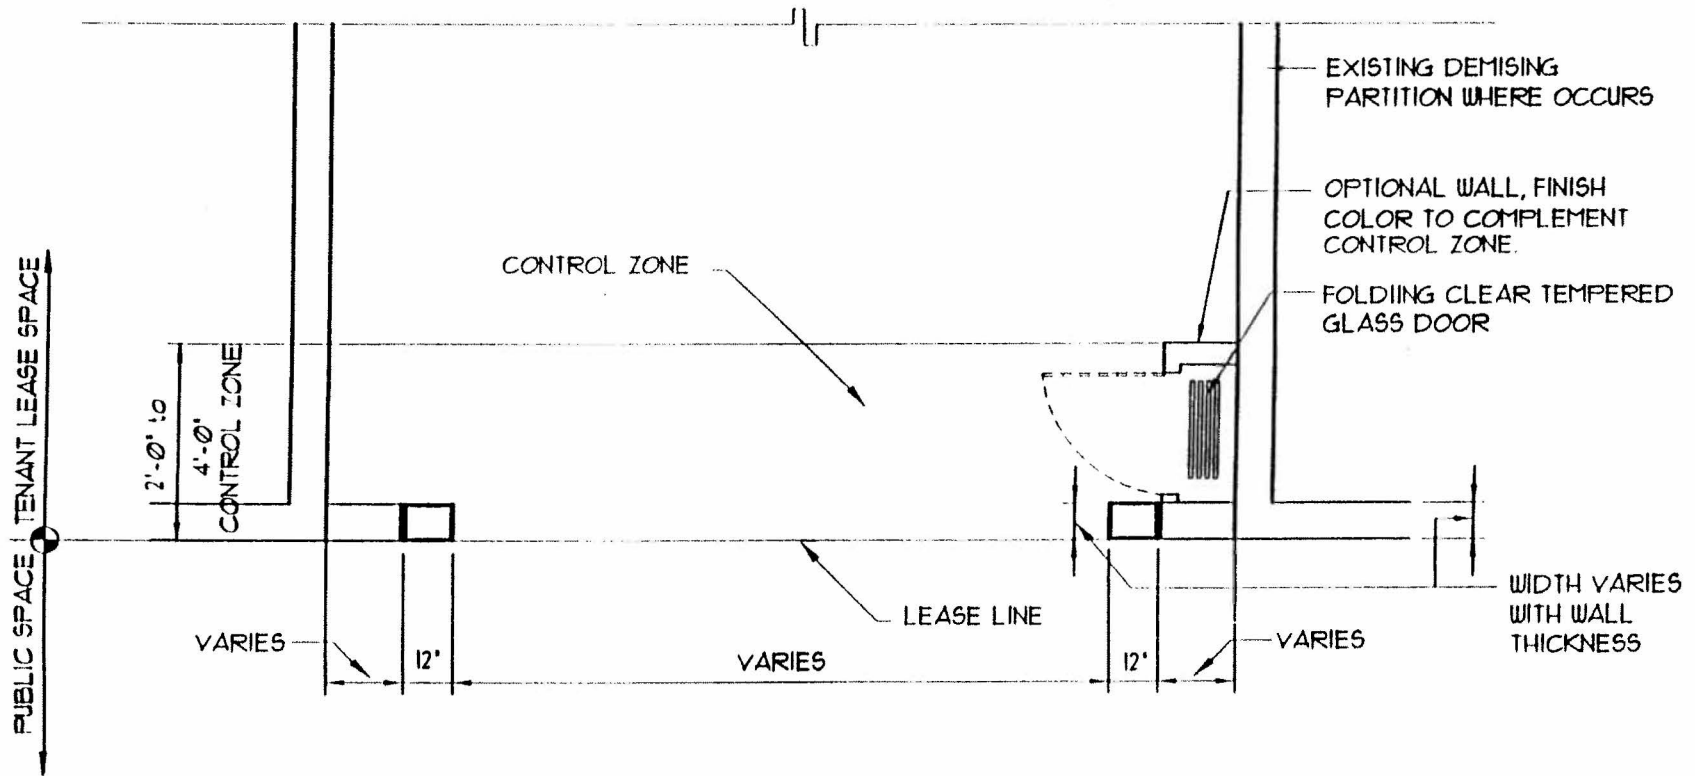 EXISTING DEMISING
PARTITION WHERE OCCURS
OPTIONAL WALL, FINISH
COLOR TO COMPLEMENT
CONTROL ZONE.
FOLDIING CLEAR TEMPERED
GLASS DOOR
CONTROL ZONE
TENANT LEASE SPACE
PUBLIC SPACE
2'-0" to
4'-0"
CONTROL ZONE
LEASE LINE
WIDTH VARIES
WITH WALL
THICKNESS
VARIES
12"
VARIES
12"
VARIES